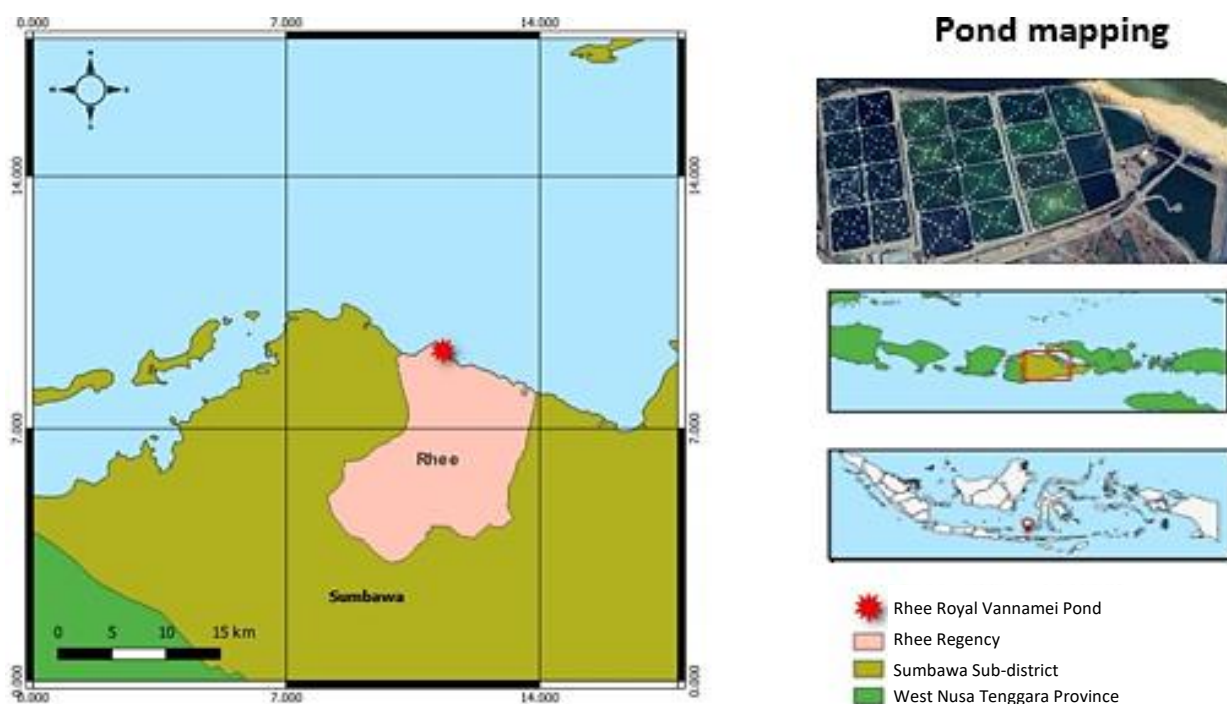 Pond mapping
0.000
7.000
14.000
14.000
14.000
7.000
7.000
Rhee
Sumbawa
0 5 10 15 km
0.000
0.000
0.000
7.000
14.000
Rhee Royal Vannamei Pond
Rhee Regency
Sumbawa Sub-district
West Nusa Tenggara Province